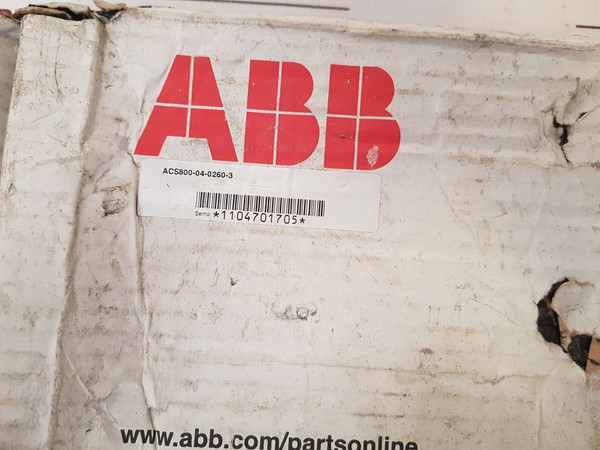 ABB
ACS800-04-0260-3
Serno *1104701705*
www.abb.com/partsonline